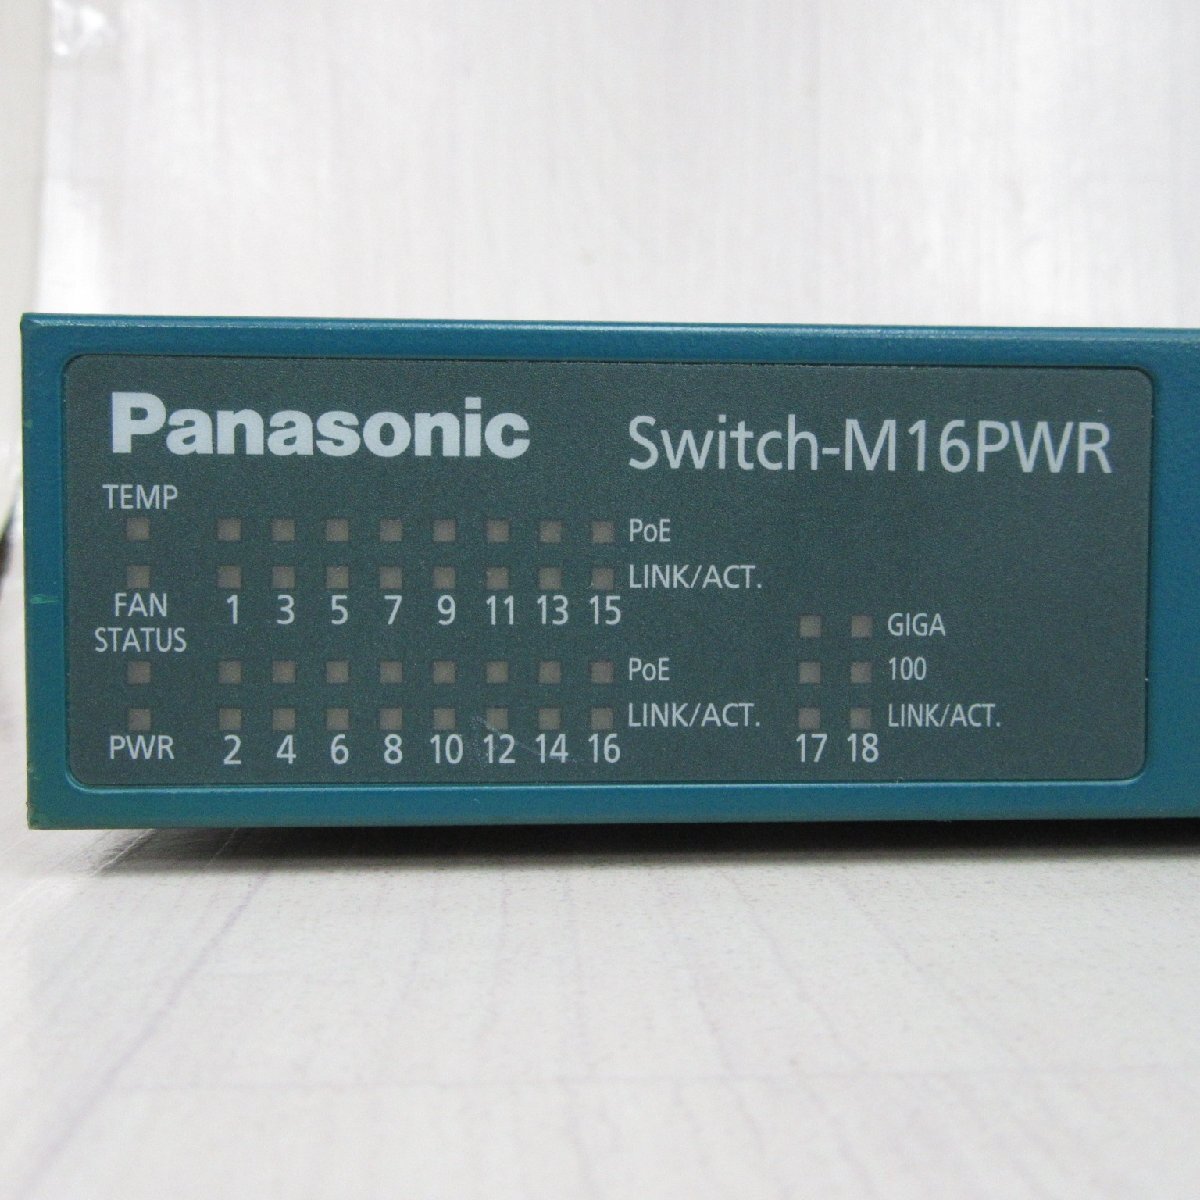 Panasonic Switch-M16PWR
TEMP
PoE
LINK/ACT.
FAN 1 3 5 7 9 11 13 15
GIGA
STATUS
PoE 100
LINK/ACT. LINK/ACT.
PWR 2 4 6 8 10 12 14 16 17 18